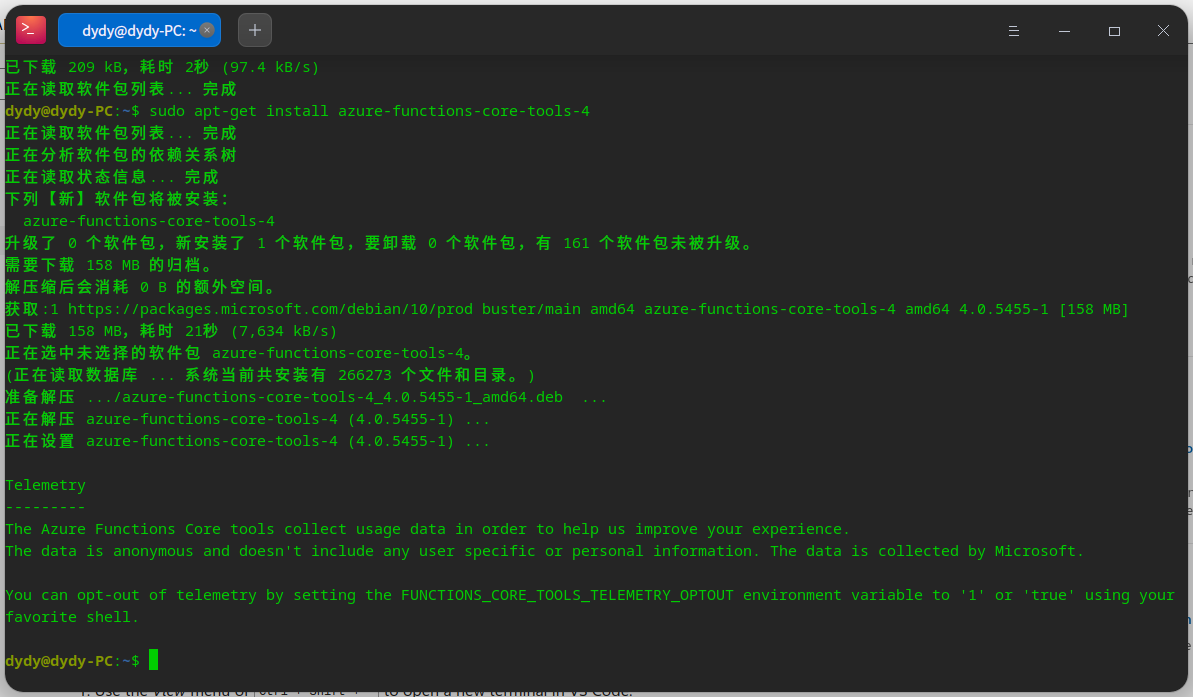 dydy@dydy-PC: ~
已下载 209 kB，耗时 2秒 (97.4 kB/s)
正在读取软件包列表... 完成
dydy@dydy-PC:~$ sudo apt-get install azure-functions-core-tools-4
正在读取软件包列表... 完成
正在分析软件包的依赖关系树
正在读取状态信息... 完成
下列【新】软件包将被安装：
azure-functions-core-tools-4
升级了 0 个软件包，新安装了 1 个软件包，要卸载 0 个软件包，有 161 个软件包未被升级。
需要下载 158 MB 的归档。
解压缩后会消耗 0 B 的额外空间。
获取:1 https://packages.microsoft.com/debian/10/prod buster/main amd64 azure-functions-core-tools-4 amd64 4.0.5455-1 [158 MB]
已下载 158 MB，耗时 21秒 (7,634 kB/s)
正在选中未选择的软件包 azure-functions-core-tools-4。
(正在读取数据库 ... 系统当前共安装有 266273 个文件和目录。)
准备解压 .../azure-functions-core-tools-4_4.0.5455-1_amd64.deb  ...
正在解压 azure-functions-core-tools-4 (4.0.5455-1) ...
正在设置 azure-functions-core-tools-4 (4.0.5455-1) ...
Telemetry
---------
The Azure Functions Core tools collect usage data in order to help us improve your experience.
The data is anonymous and doesn't include any user specific or personal information. The data is collected by Microsoft.
You can opt-out of telemetry by setting the FUNCTIONS_CORE_TOOLS_TELEMETRY_OPTOUT environment variable to '1' or 'true' using your
favorite shell.
dydy@dydy-PC:~$
1. Use the View menu or Ctrl + Shift + to open a new terminal in VS Code.